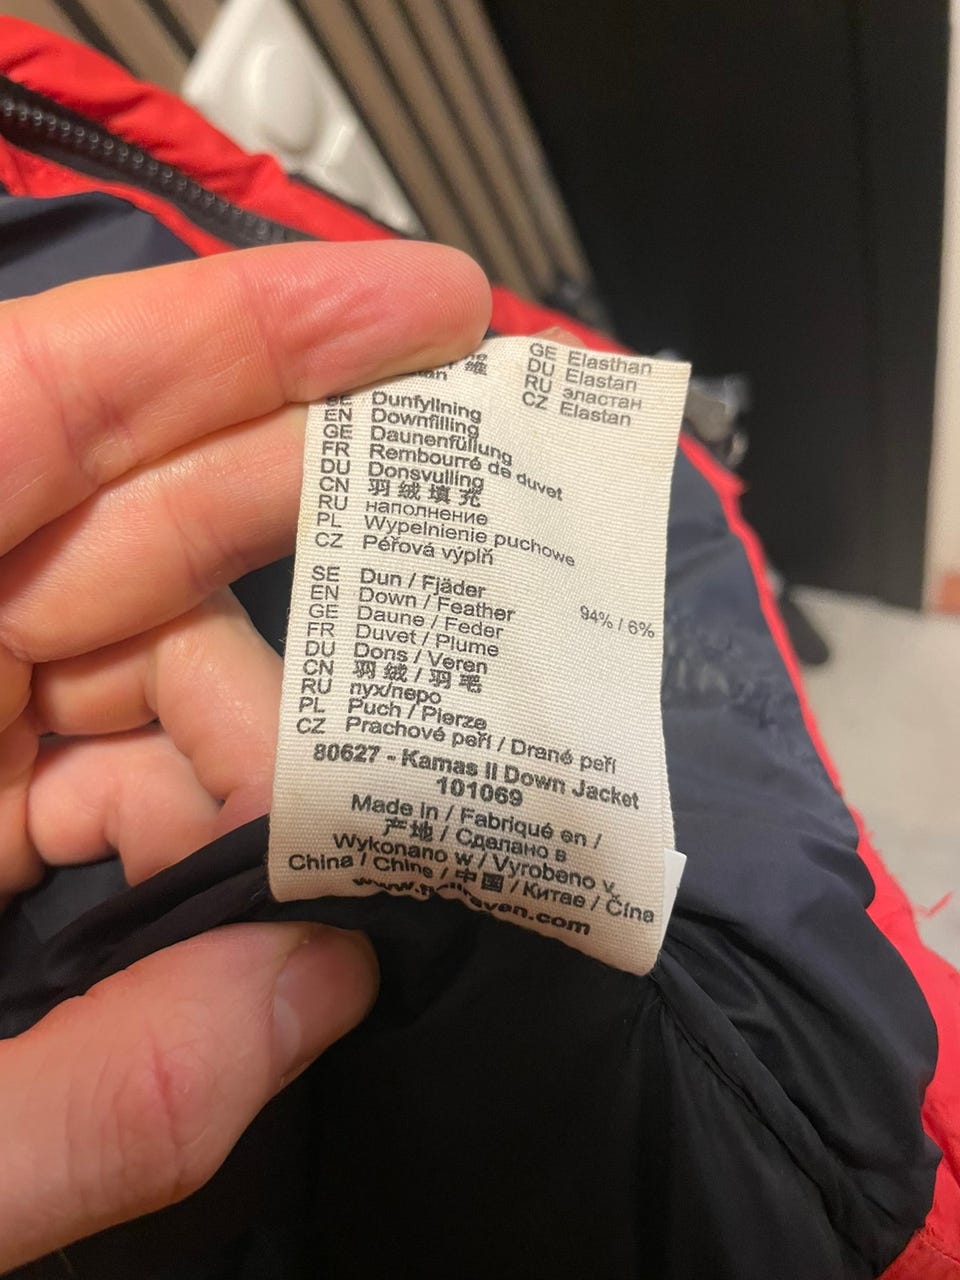 维
GE Elasthan
DU Elastan
RU эластан
CZ Elastan
SE Dunfyllning
EN Downfilling
GE Daunenfüllung
FR Rembourré de duvet
DU Donsvulling
CN 羽绒填充
RU наполнение
PL Wypełnienie puchowe
CZ Péřová výplň
SE Dun / Fjäder
EN Down / Feather 94% / 6%
GE Daune / Feder
FR Duvet / Plume
DU Dons / Veren
CN 羽绒 / 羽毛
RU пух/перо
PL Puch / Pierze
CZ Prachové peří / Drané peří
80627 - Kamas II Down Jacket
101069
Made in / Fabriqué en /
产地 / Сделано в
Wykonano w / Vyrobeno v
China / Chine / 中国 / Китае / Čína